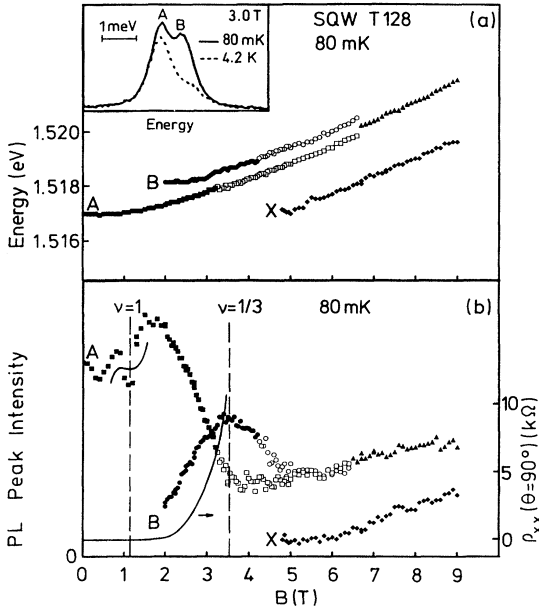 A
B
3.0 T
1meV
80 mK
4.2 K
Energy
SQW T128
(a)
80 mK
Energy (eV)
1.520
1.518
1.516
B
A
X
ν=1
ν=1/3
80 mK
(b)
A
B
X
PL Peak Intensity
0
10
5
0
ρxx (θ=90°) (kΩ)
0 1 2 3 4 5 6 7 8 9
B(T)